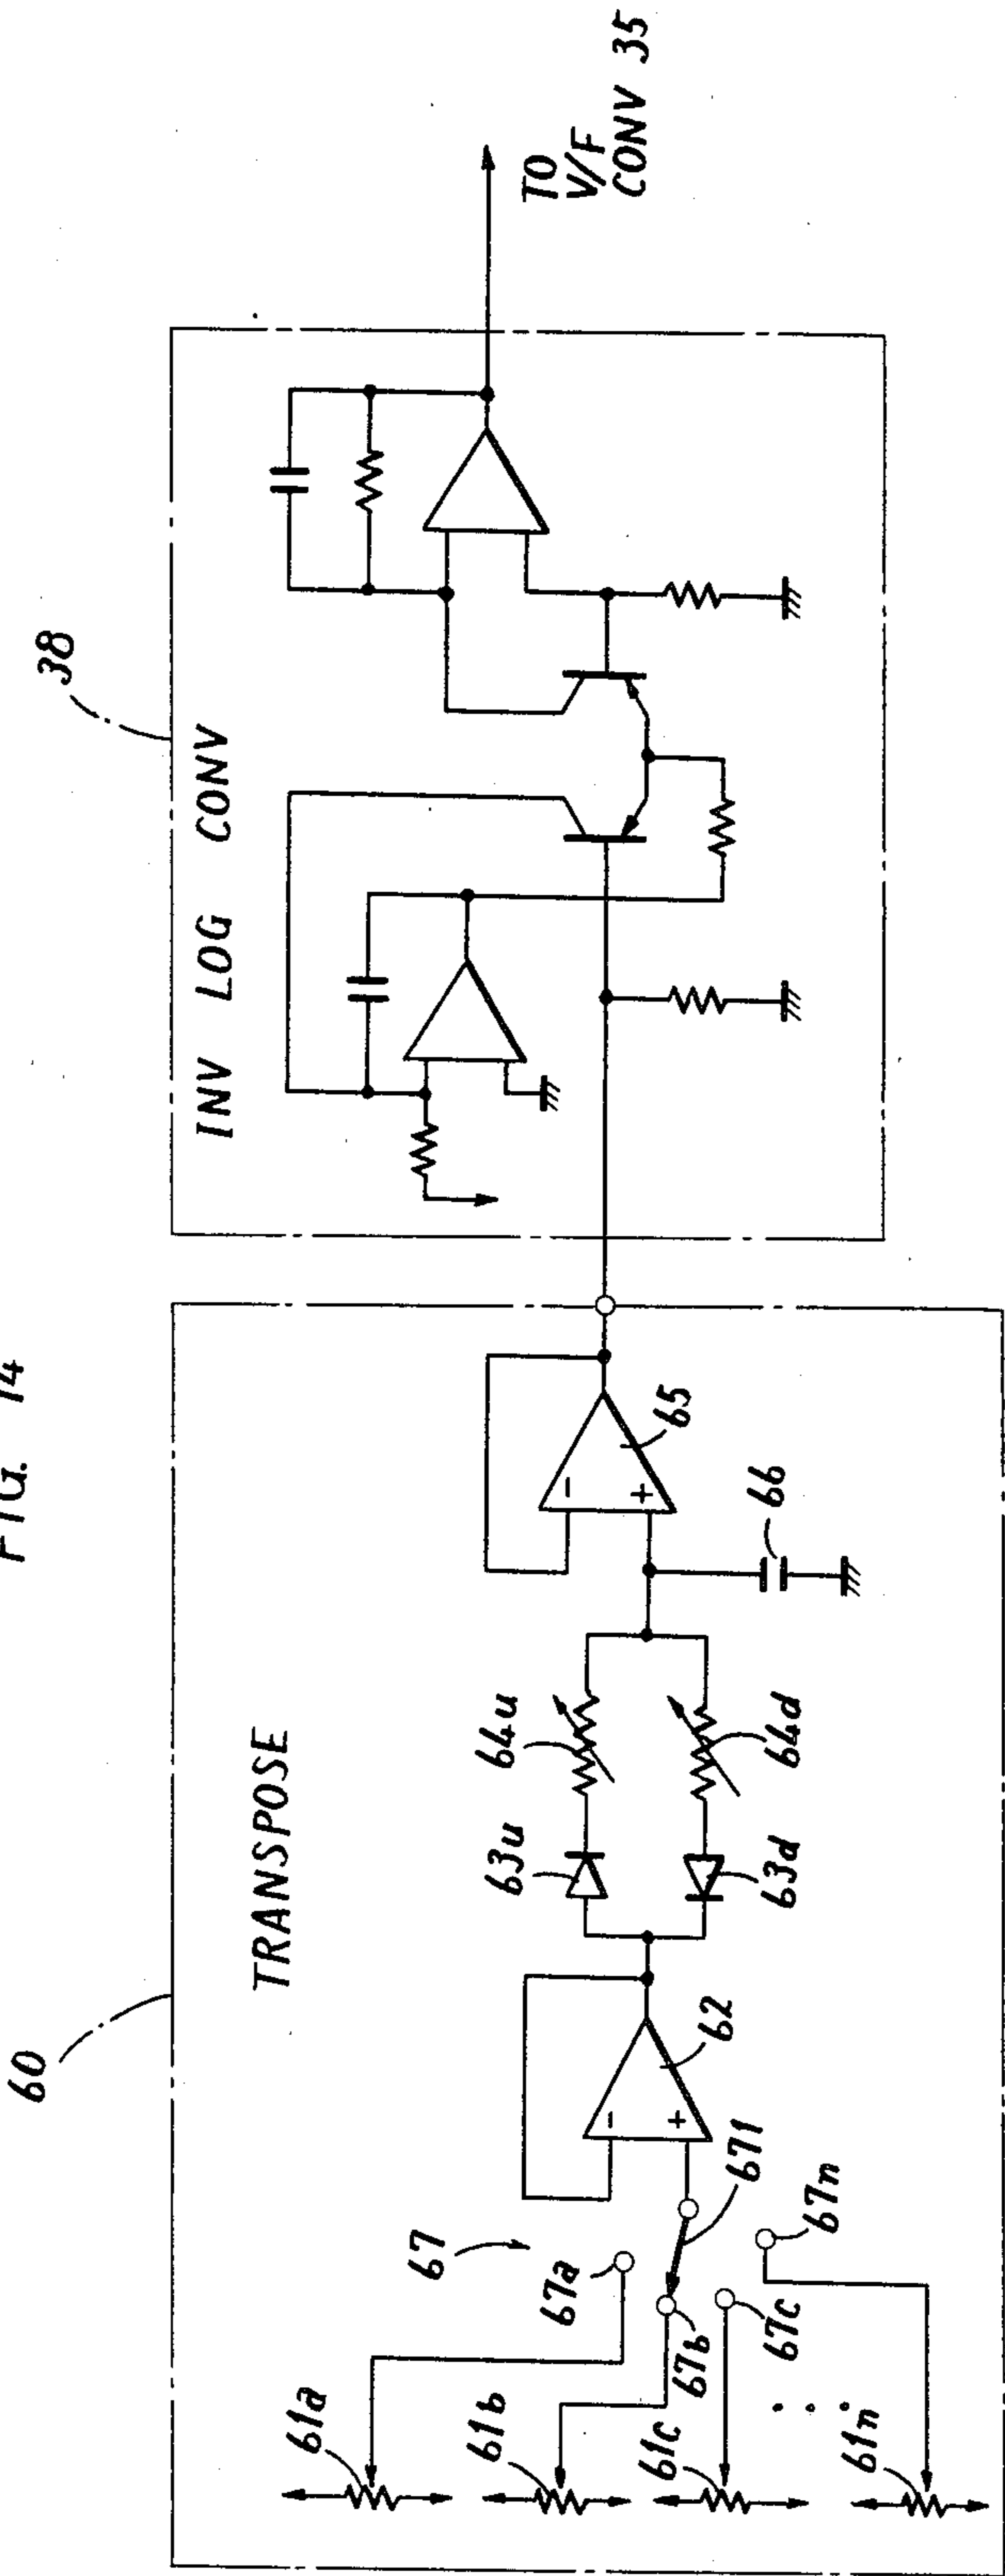 FIG. 14
60
TRANSPOSE
61a
61b
61c
61n
67
67a
67b
67c
67n
671
-
+
62
63u
63d
64u
64d
-
+
65
66
38
INV LOG CONV
TO
V/F
CONV 35